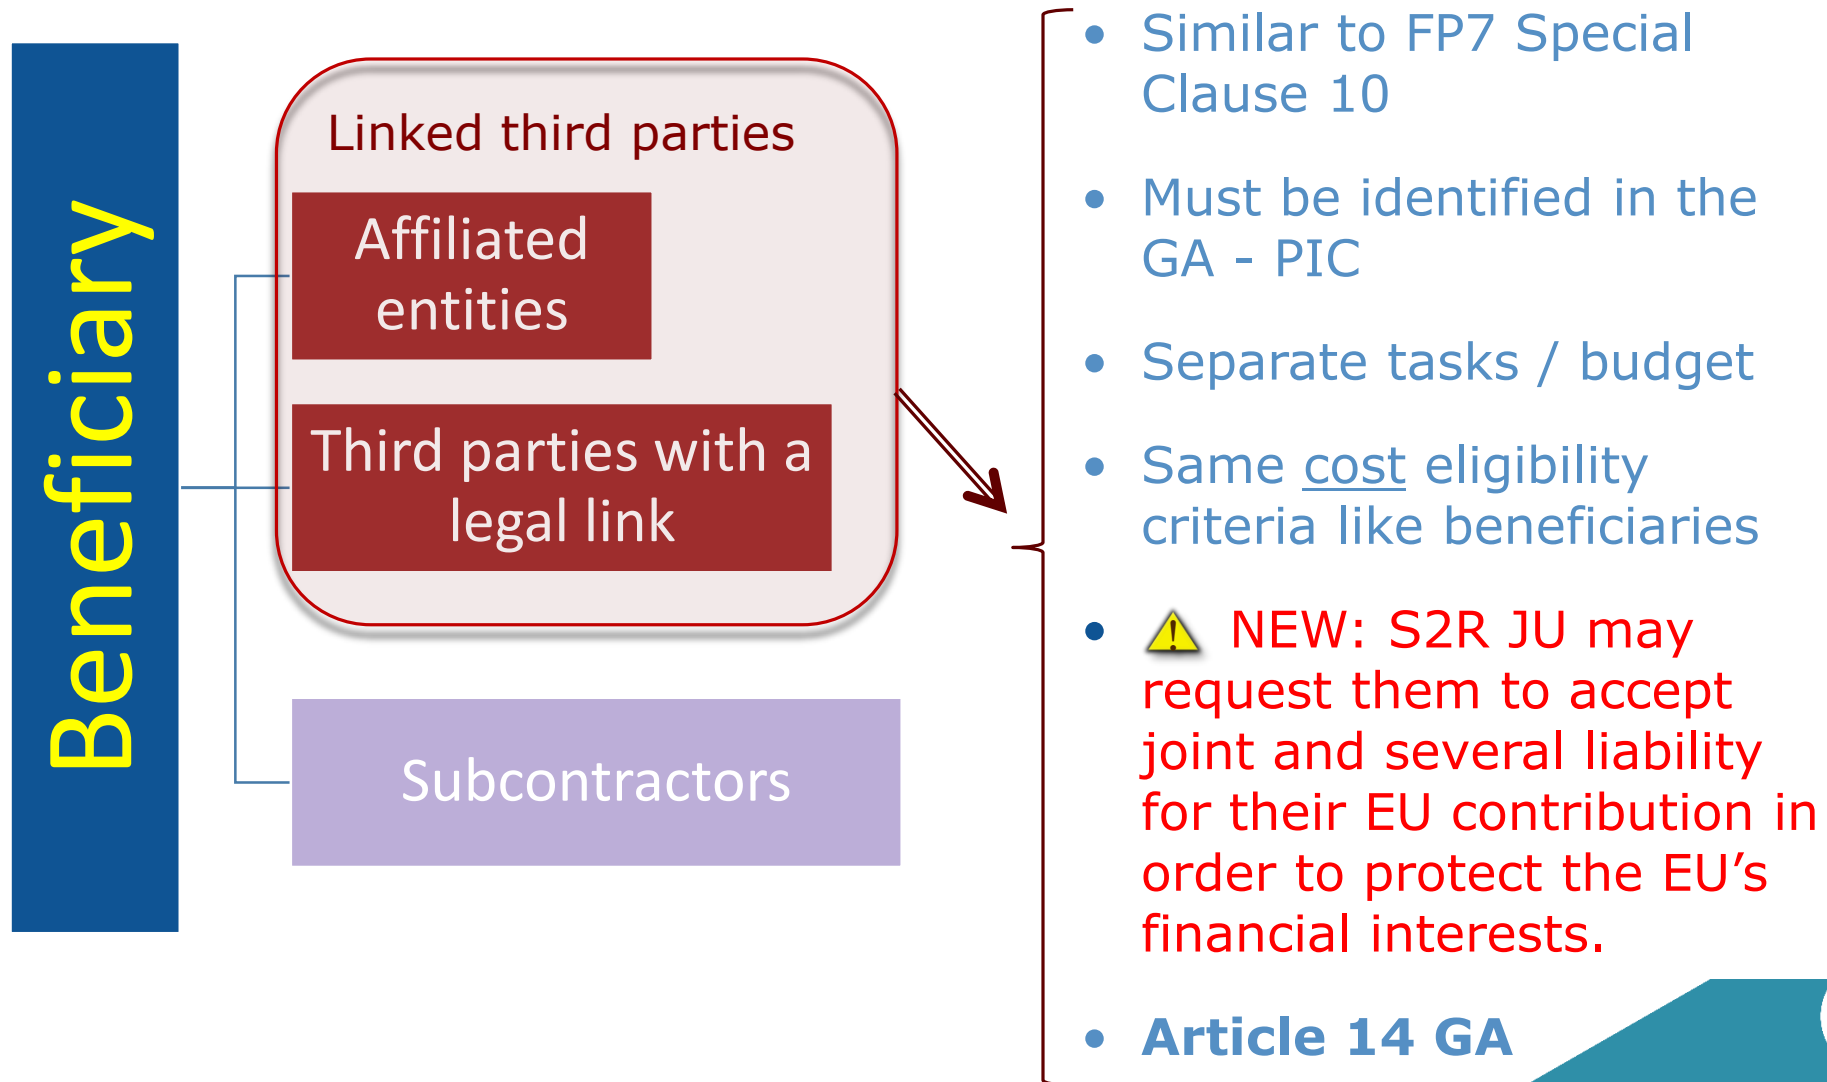 Beneficiary
Linked third parties
Affiliated
entities
Third parties with a
legal link
Subcontractors
• Similar to FP7 Special
Clause 10
• Must be identified in the
GA - PIC
• Separate tasks / budget
• Same cost eligibility
criteria like beneficiaries
• NEW: S2R JU may
request them to accept
joint and several liability
for their EU contribution in
order to protect the EU’s
financial interests.
• Article 14 GA